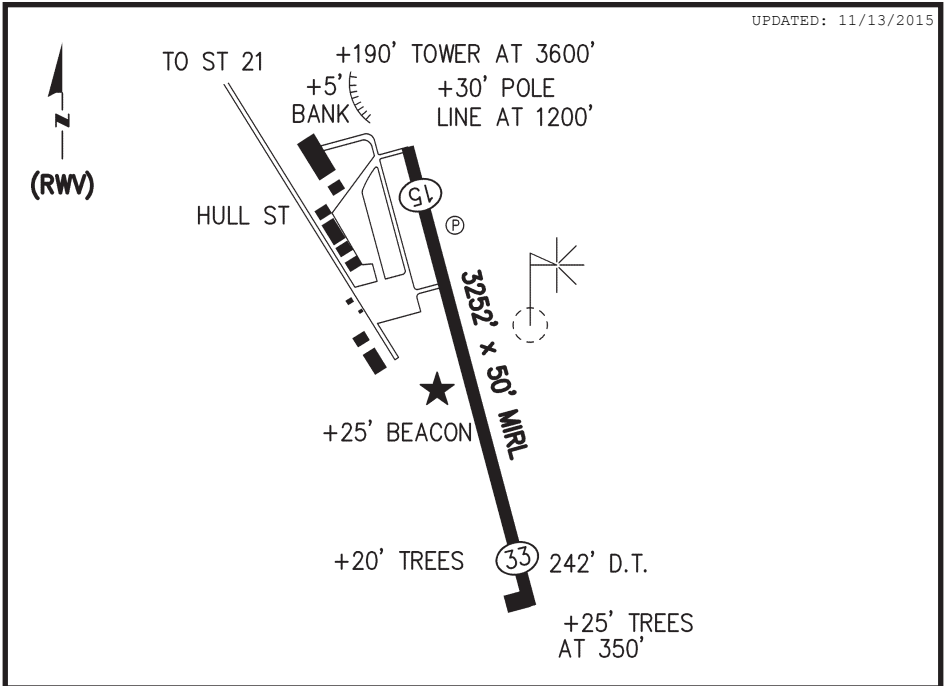 UPDATED: 11/13/2015
TO ST 21
+190' TOWER AT 3600'
+5'
BANK
+30' POLE
LINE AT 1200'
N
(RWV)
15
HULL ST
P
3252' x 50' MIRL
+25' BEACON
+20' TREES
33
242' D.T.
+25' TREES
AT 350'